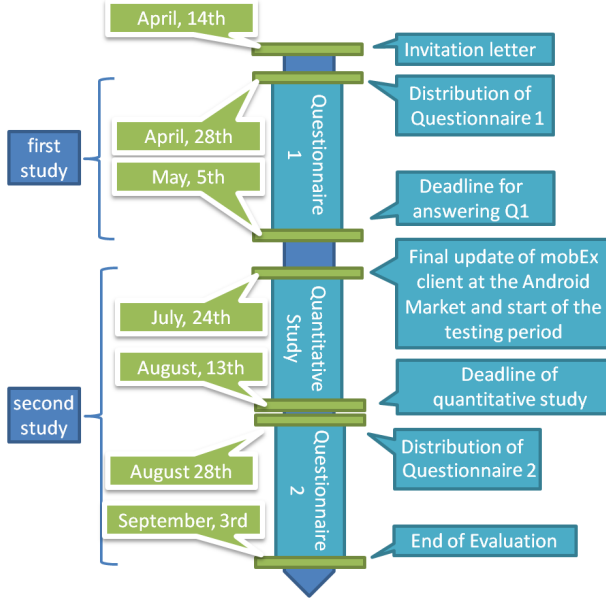 April, 14th
Invitation letter
Distribution of
Questionnaire 1
April, 28th
Questionnaire
1
first
study
May, 5th
Deadline for
answering Q1
Final update of mobEx
client at the Android
Market and start of the
testing period
July, 24th
Quantitative
Study
August, 13th
Deadline of
quantitative study
second
study
Distribution of
Questionnaire 2
August 28th
Questionnaire
2
September, 3rd
End of Evaluation